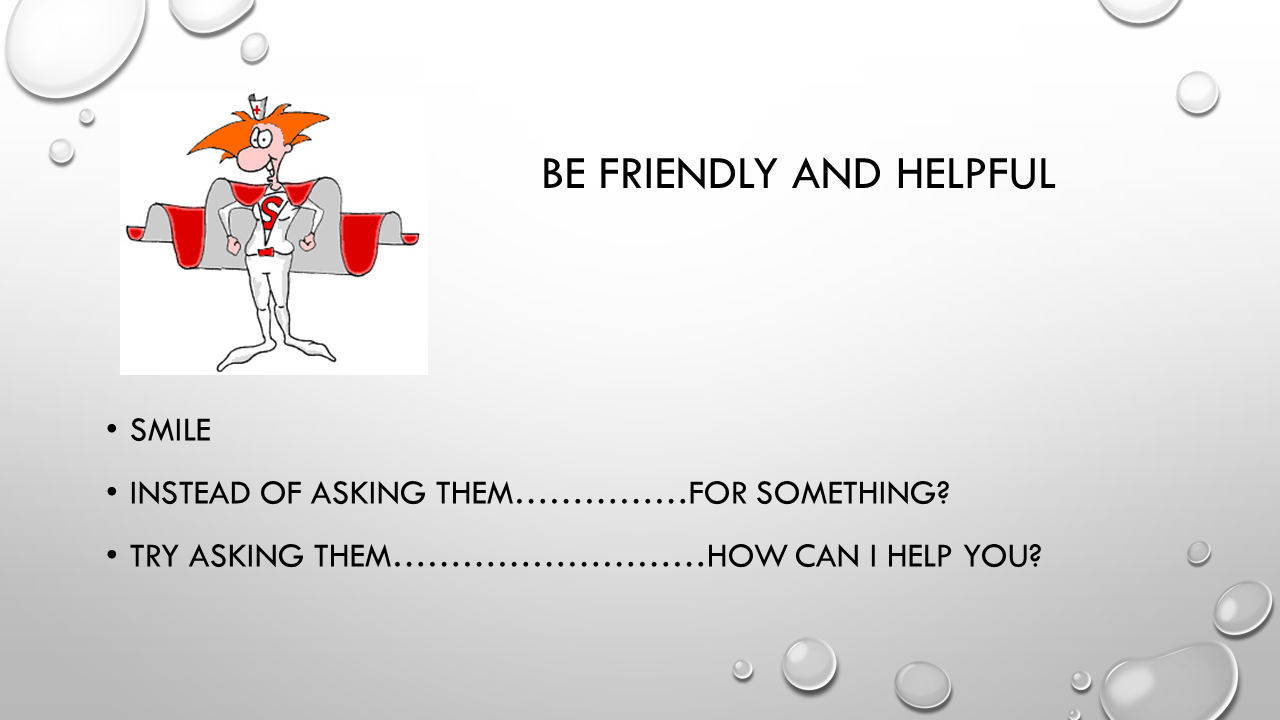 BE FRIENDLY AND HELPFUL
S
• SMILE
• INSTEAD OF ASKING THEM……………FOR SOMETHING?
• TRY ASKING THEM………………………HOW CAN I HELP YOU?